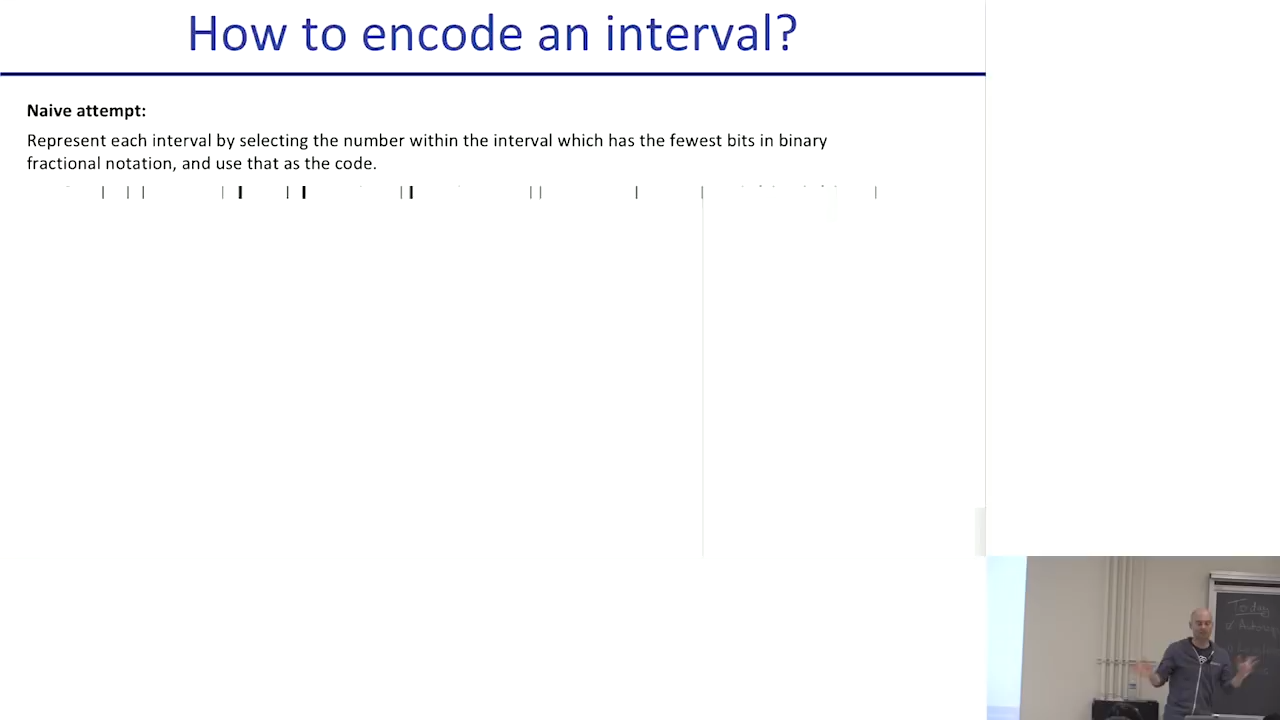 How to encode an interval?
Naive attempt:
Represent each interval by selecting the number within the interval which has the fewest bits in binary
fractional notation, and use that as the code.
Today